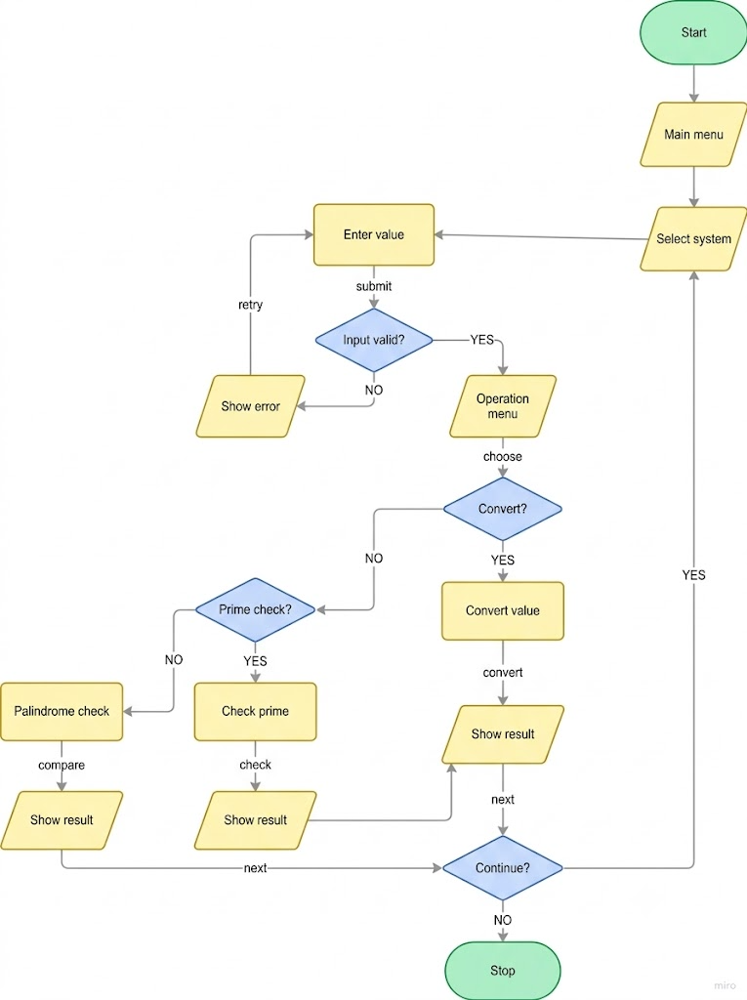 Start
Main menu
Select system
Enter value
submit
retry
Input valid?
YES
NO
Show error
Operation
menu
choose
Convert?
NO
YES
YES
Prime check?
Convert value
NO
YES
convert
Palindrome check
Check prime
Show result
compare
check
next
Show result
Show result
next
Continue?
NO
Stop
miro